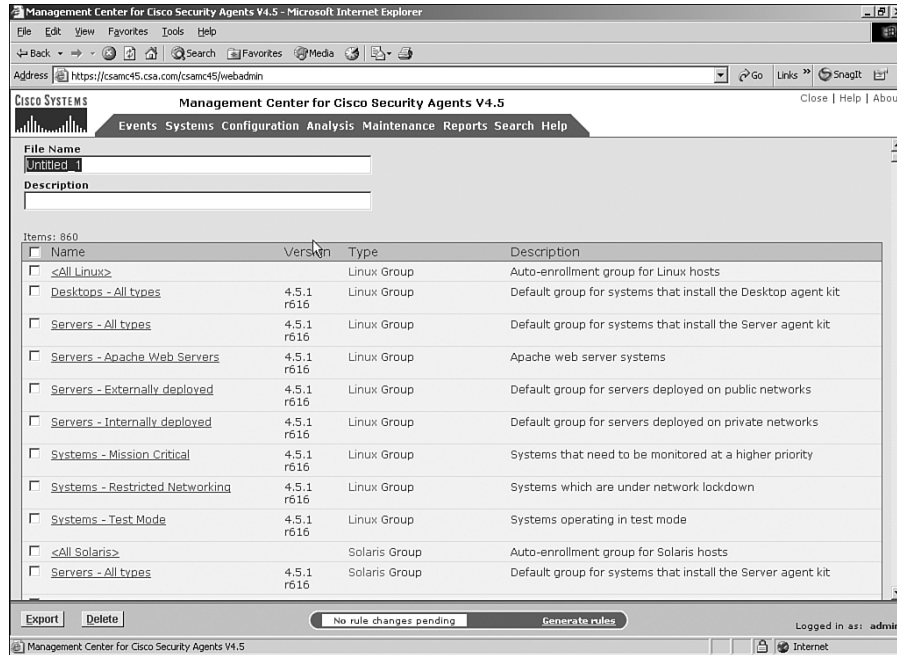 Management Center for Cisco Security Agents V4.5 - Microsoft Internet Explorer
File Edit View Favorites Tools Help
Back Search Favorites Media
Address https://csamc45.csa.com/csamc45/webadmin Go Links » SnagIt
CISCO SYSTEMS
Management Center for Cisco Security Agents V4.5
Close | Help | Abou
Events Systems Configuration Analysis Maintenance Reports Search Help
File Name
Untitled_1
Description
Items: 860
Name Version Type Description
<All Linux> Linux Group Auto-enrollment group for Linux hosts
Desktops - All types 4.5.1 Linux Group Default group for systems that install the Desktop agent kit
r616
Servers - All types 4.5.1 Linux Group Default group for systems that install the Server agent kit
r616
Servers - Apache Web Servers 4.5.1 Linux Group Apache web server systems
r616
Servers - Externally deployed 4.5.1 Linux Group Default group for servers deployed on public networks
r616
Servers - Internally deployed 4.5.1 Linux Group Default group for servers deployed on private networks
r616
Systems - Mission Critical 4.5.1 Linux Group Systems that need to be monitored at a higher priority
r616
Systems - Restricted Networking 4.5.1 Linux Group Systems which are under network lockdown
r616
Systems - Test Mode 4.5.1 Linux Group Systems operating in test mode
r616
<All Solaris> Solaris Group Auto-enrollment group for Solaris hosts
Servers - All types 4.5.1 Solaris Group Default group for systems that install the Server agent kit
r616
Export Delete No rule changes pending Generate rules Logged in as: admin
Management Center for Cisco Security Agents V4.5 Internet